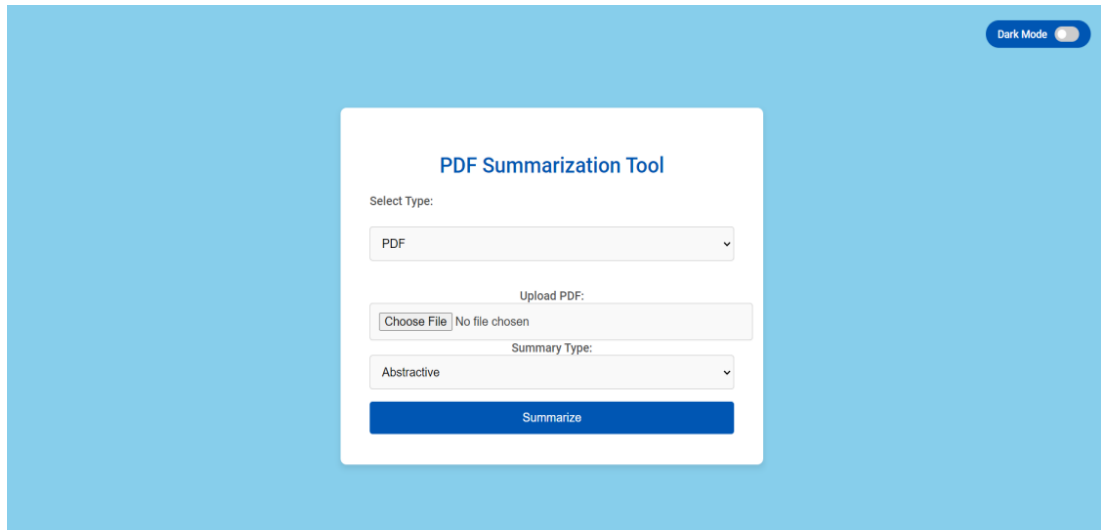 Dark Mode
PDF Summarization Tool
Select Type:
PDF
Upload PDF:
Choose File No file chosen
Summary Type:
Abstractive
Summarize